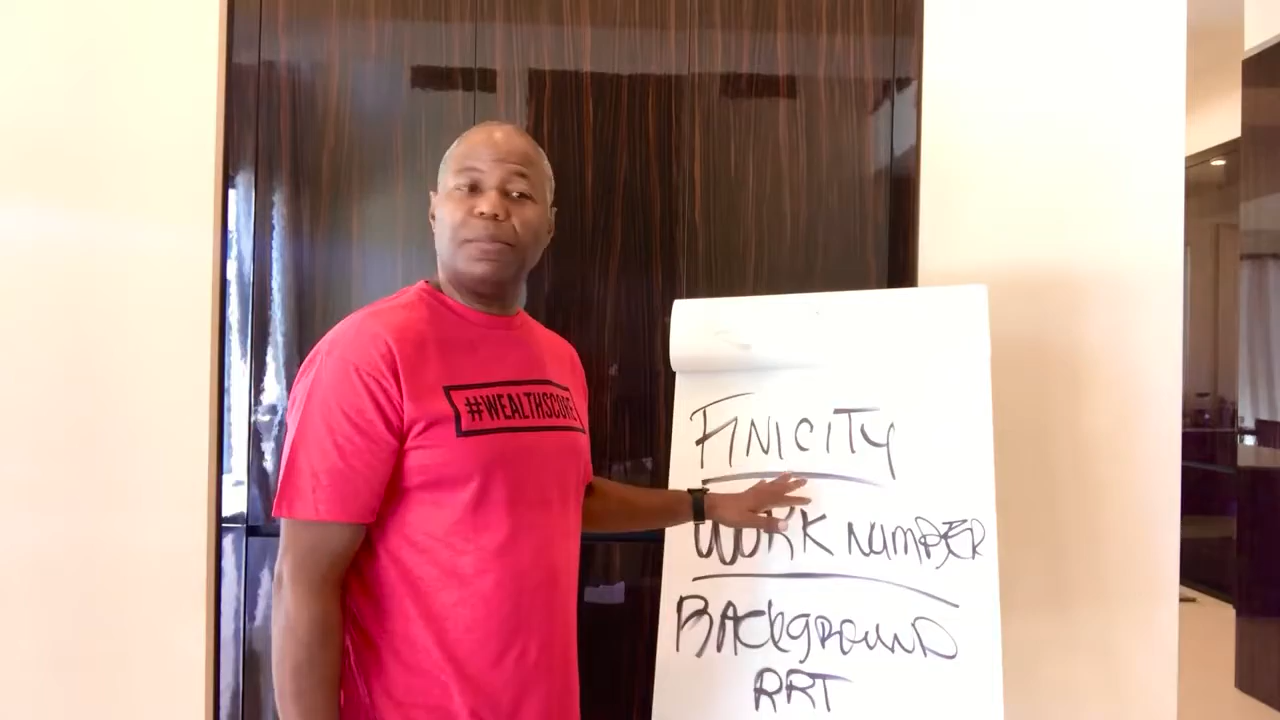 #WEALTHSCORE
FINICITY
WORK NUMBER
BACKGROUND
RRT